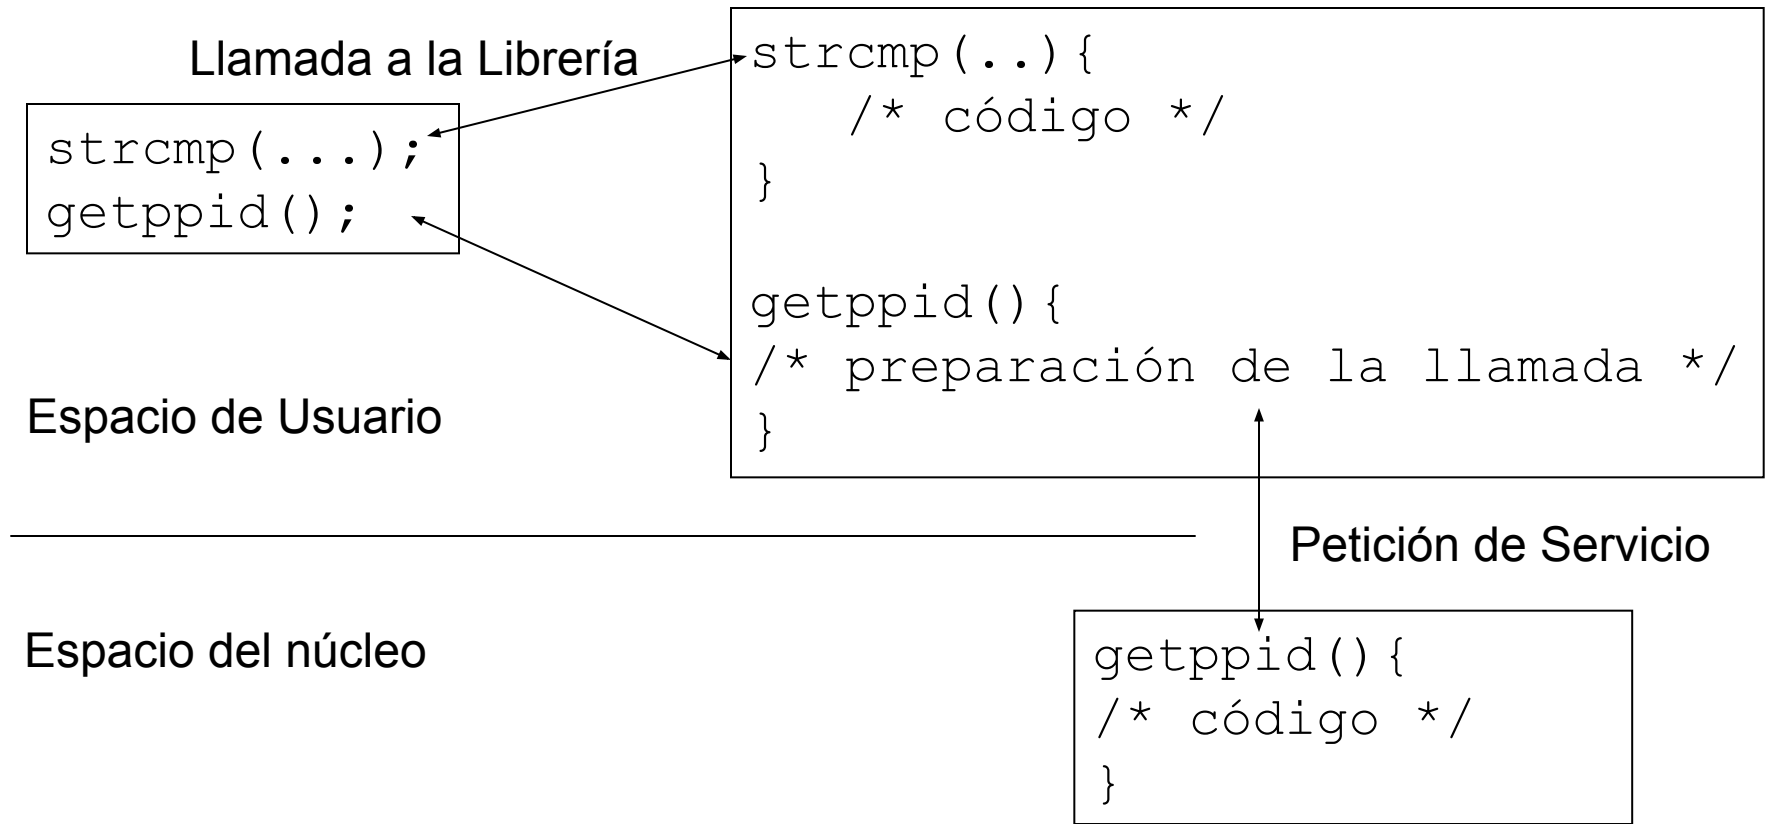 Llamada a la Librería
strcmp(...);
getppid();
strcmp(..){
/* código */
}
getppid(){
/* preparación de la llamada */
}
Espacio de Usuario
Petición de Servicio
Espacio del núcleo
getppid(){
/* código */
}